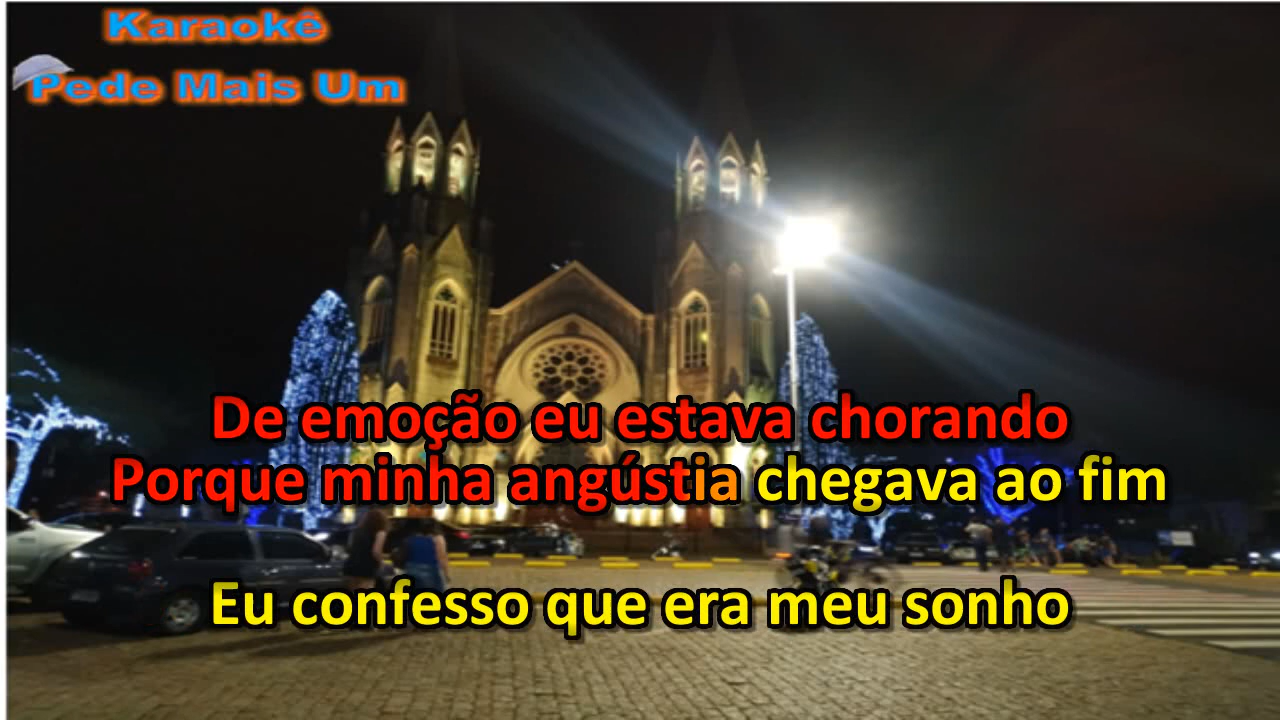 Karaokê
Pede Mais Um
De emoção eu estava chorando
Porque minha angústia chegava ao fim
Eu confesso que era meu sonho